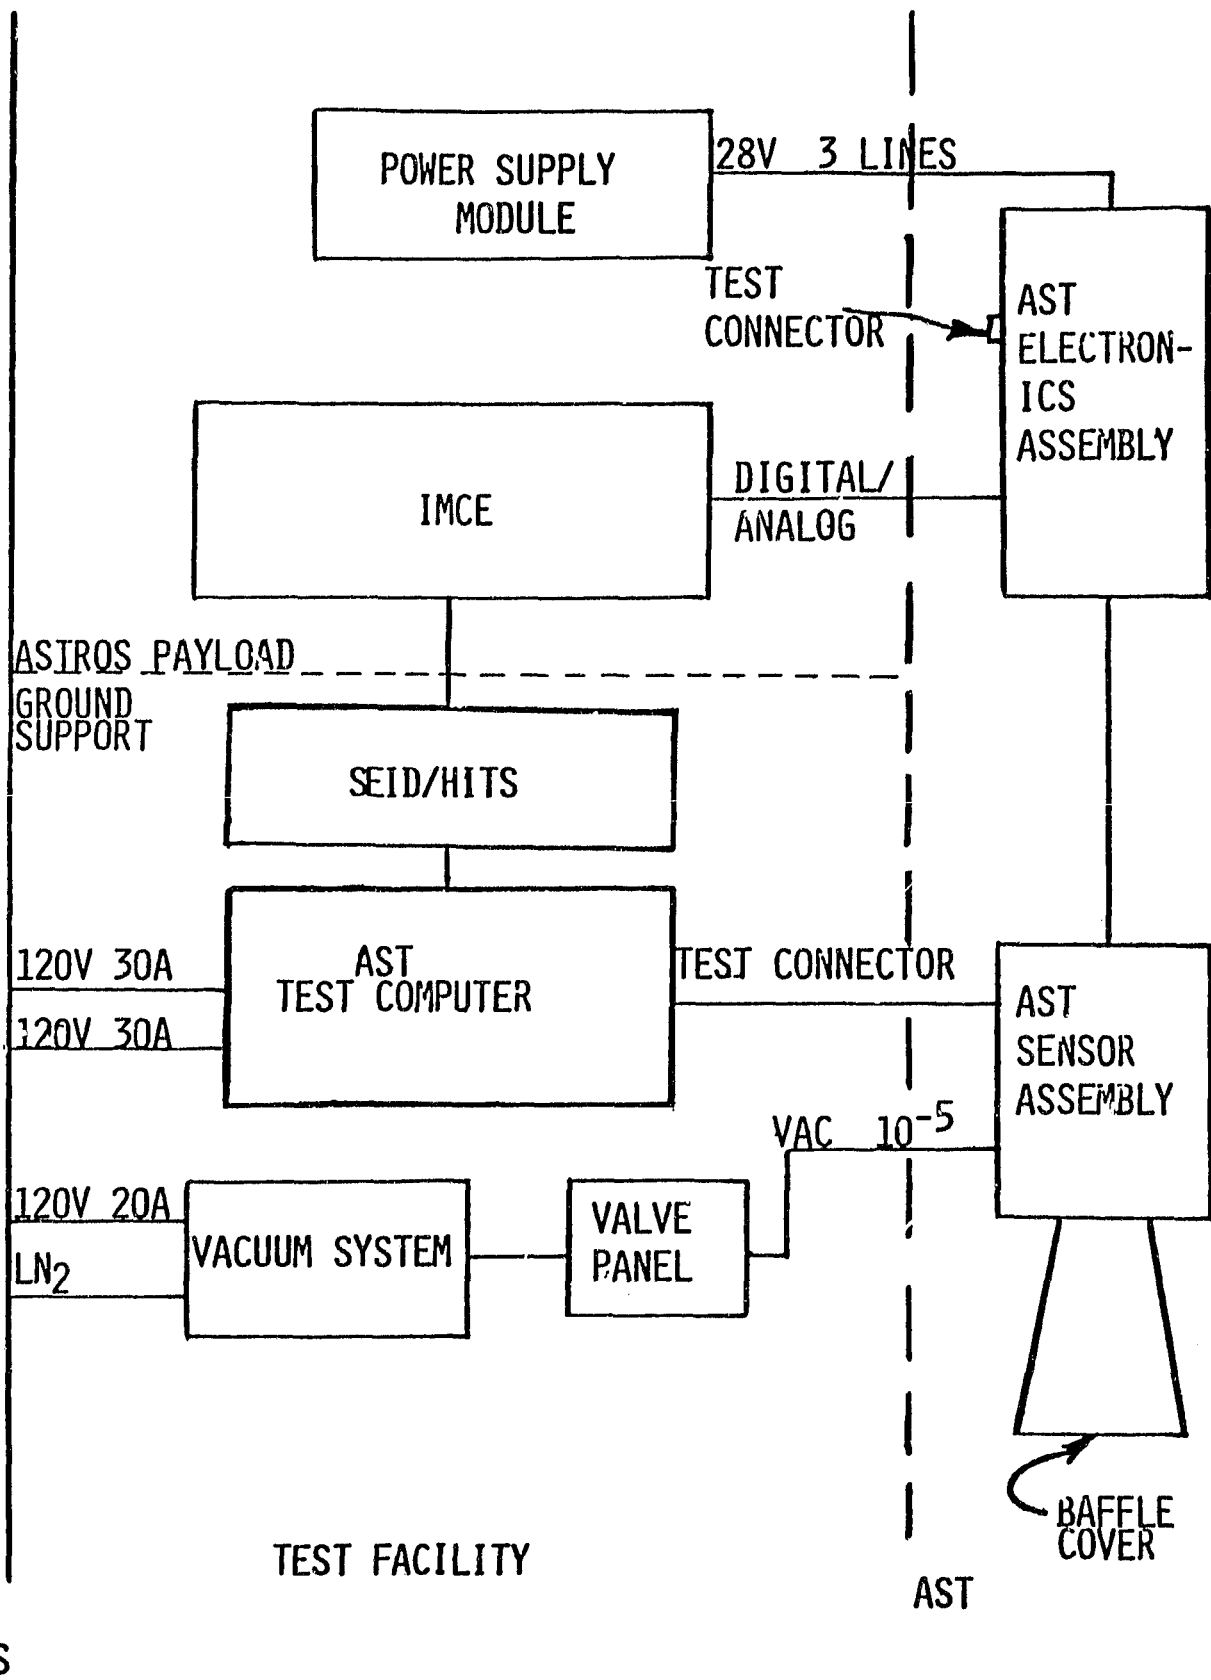 POWER SUPPLY
MODULE
28V 3 LINES
TEST
CONNECTOR
AST
ELECTRON-
ICS
ASSEMBLY
IMCE
DIGITAL/
ANALOG
ASTROS PAYLOAD
GROUND
SUPPORT
SEID/HITS
AST
TEST COMPUTER
120V 30A
120V 30A
TEST CONNECTOR
AST
SENSOR
ASSEMBLY
VAC 10-5
120V 20A
LN2
VACUUM SYSTEM
VALVE
PANEL
BAFFLE
COVER
TEST FACILITY
AST
S